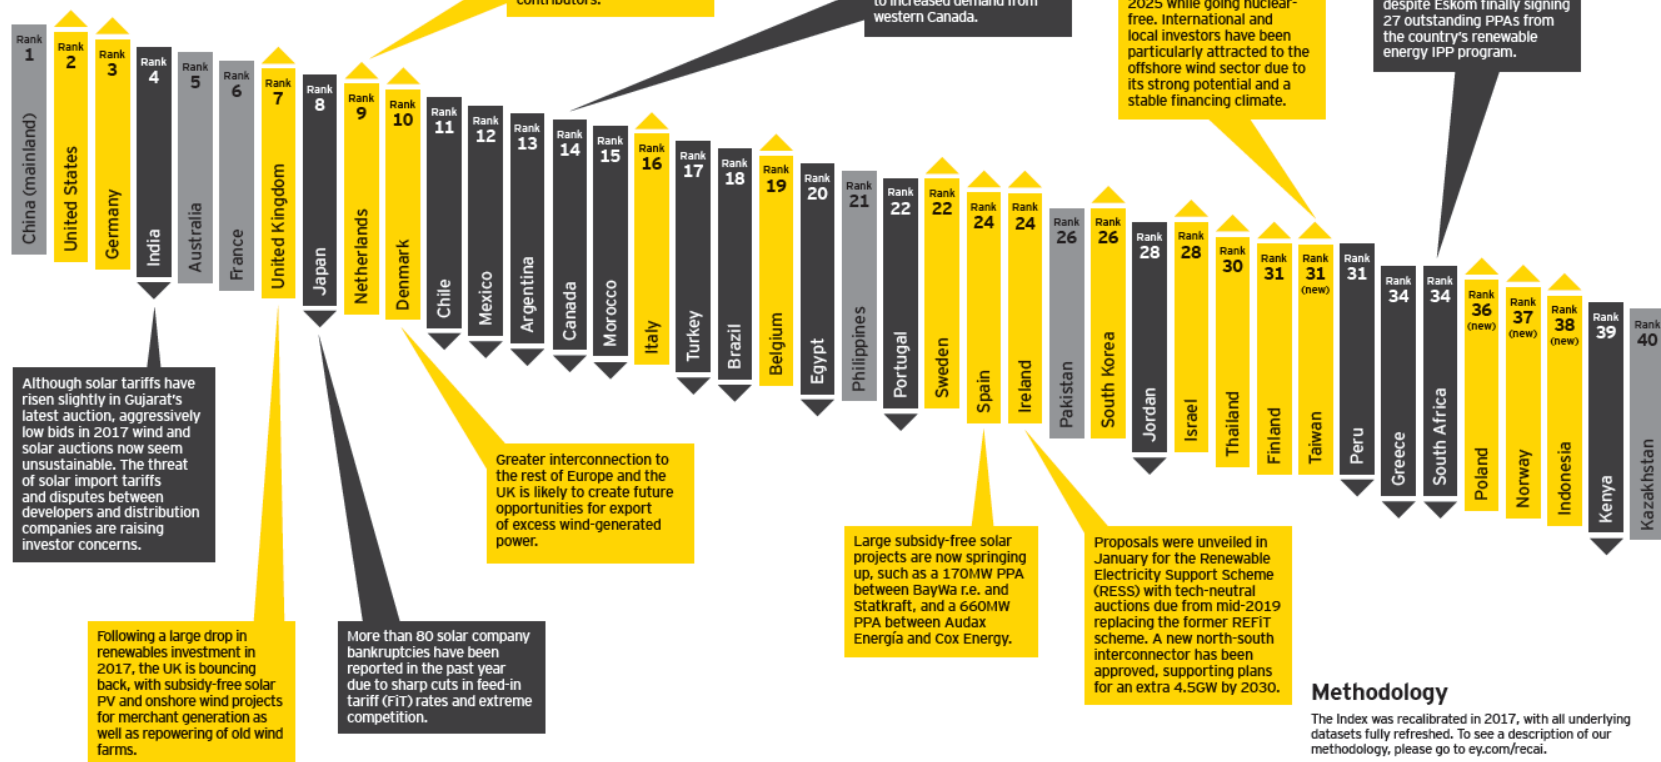 contributors.
to increased demand from
western Canada.
2025 while going nuclear-
free. International and
local investors have been
particularly attracted to the
offshore wind sector due to
its strong potential and a
stable financing climate.
despite Eskom finally signing
27 outstanding PPAs from
the country's renewable
energy IPP program.
Rank
1
China (mainland)
Rank
2
United States
Rank
3
Germany
Rank
4
India
Rank
5
Australia
Rank
6
France
Rank
7
United Kingdom
Rank
8
Japan
Rank
9
Netherlands
Rank
10
Denmark
Rank
11
Chile
Rank
12
Mexico
Rank
13
Argentina
Rank
14
Canada
Rank
15
Morocco
Rank
16
Italy
Rank
17
Turkey
Rank
18
Brazil
Rank
19
Belgium
Rank
20
Egypt
Rank
21
Philippines
Rank
22
Portugal
Rank
22
Sweden
Rank
24
Spain
Rank
24
Ireland
Rank
26
Pakistan
Rank
26
South Korea
Rank
28
Jordan
Rank
28
Israel
Rank
30
Thailand
Rank
31
Finland
Rank
31
(new)
Taiwan
Rank
31
Peru
Rank
34
Greece
Rank
34
South Africa
Rank
36
(new)
Poland
Rank
37
(new)
Norway
Rank
38
(new)
Indonesia
Rank
39
Kenya
Rank
40
Kazakhstan
Although solar tariffs have
risen slightly in Gujarat's
latest auction, aggressively
low bids in 2017 wind and
solar auctions now seem
unsustainable. The threat
of solar import tariffs
and disputes between
developers and distribution
companies are raising
investor concerns.
Following a large drop in
renewables investment in
2017, the UK is bouncing
back, with subsidy-free solar
PV and onshore wind projects
for merchant generation as
well as repowering of old wind
farms.
More than 80 solar company
bankruptcies have been
reported in the past year
due to sharp cuts in feed-in
tariff (FiT) rates and extreme
competition.
Greater interconnection to
the rest of Europe and the
UK is likely to create future
opportunities for export
of excess wind-generated
power.
Large subsidy-free solar
projects are now springing
up, such as a 170MW PPA
between BayWa r.e. and
Statkraft, and a 660MW
PPA between Audax
Energía and Cox Energy.
Proposals were unveiled in
January for the Renewable
Electricity Support Scheme
(RESS) with tech-neutral
auctions due from mid-2019
replacing the former REFiT
scheme. A new north-south
interconnector has been
approved, supporting plans
for an extra 4.5GW by 2030.
Methodology
The Index was recalibrated in 2017, with all underlying
datasets fully refreshed. To see a description of our
methodology, please go to ey.com/recai.